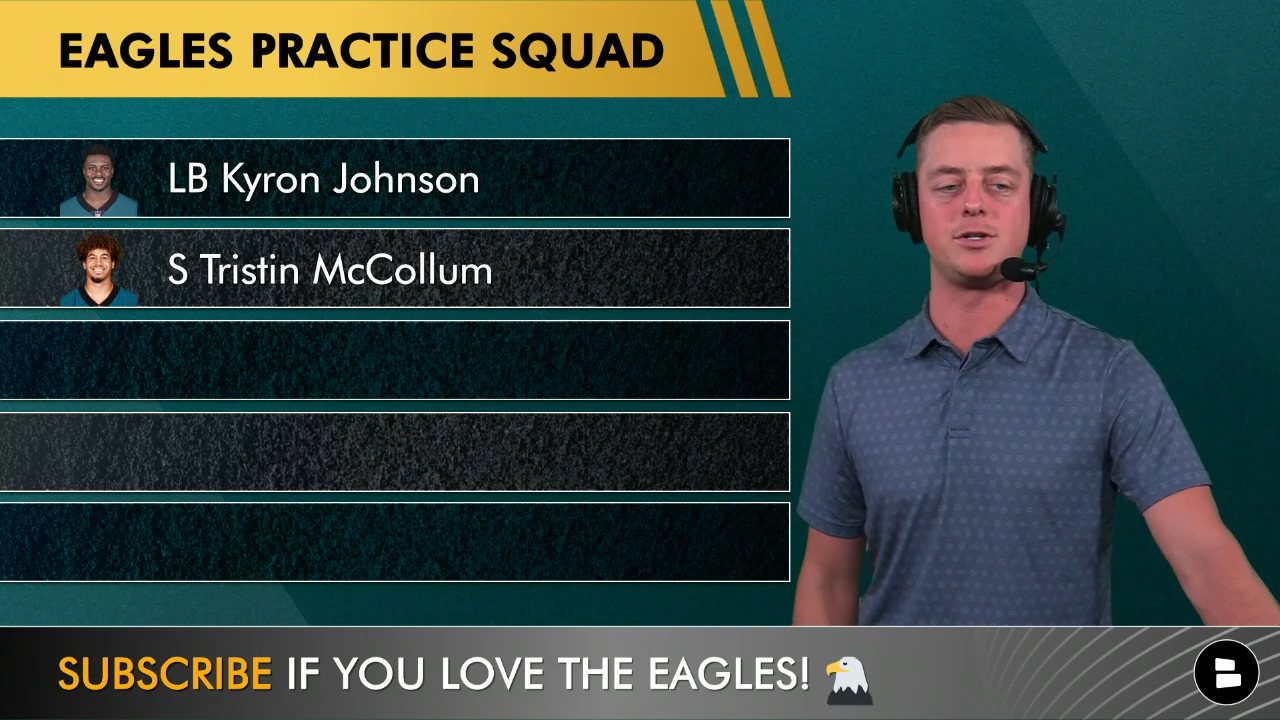 EAGLES PRACTICE SQUAD
LB Kyron Johnson
S Tristin McCollum
SUBSCRIBE IF YOU LOVE THE EAGLES!